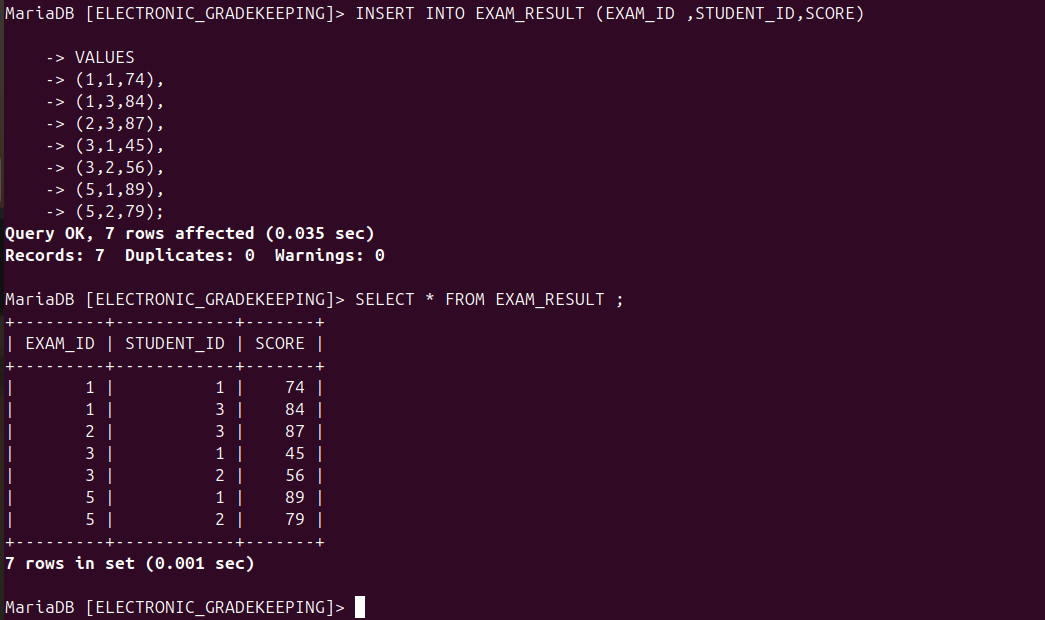 MariaDB [ELECTRONIC_GRADEKEEPING]> INSERT INTO EXAM_RESULT (EXAM_ID ,STUDENT_ID,SCORE)
    -> VALUES
    -> (1,1,74),
    -> (1,3,84),
    -> (2,3,87),
    -> (3,1,45),
    -> (3,2,56),
    -> (5,1,89),
    -> (5,2,79);
Query OK, 7 rows affected (0.035 sec)
Records: 7  Duplicates: 0  Warnings: 0
MariaDB [ELECTRONIC_GRADEKEEPING]> SELECT * FROM EXAM_RESULT ;
+---------+------------+-------+
| EXAM_ID | STUDENT_ID | SCORE |
+---------+------------+-------+
|       1 |          1 |    74 |
|       1 |          3 |    84 |
|       2 |          3 |    87 |
|       3 |          1 |    45 |
|       3 |          2 |    56 |
|       5 |          1 |    89 |
|       5 |          2 |    79 |
+---------+------------+-------+
7 rows in set (0.001 sec)
MariaDB [ELECTRONIC_GRADEKEEPING]>